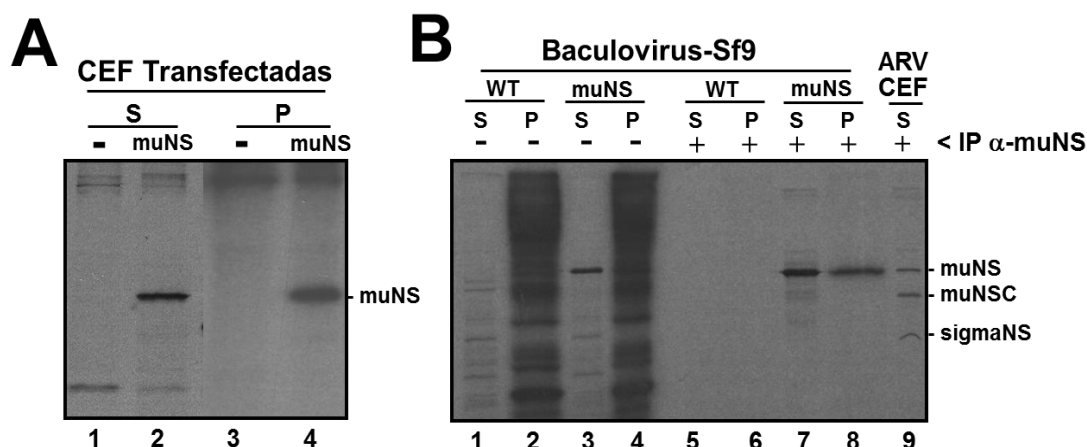 A
CEF Transfectadas
S P
- muNS - muNS
- muNS
1 2 3 4
B
Baculovirus-Sf9
ARV
CEF
WT muNS WT muNS
S P S P S P S P S
- - - - + + + + + < IP α-muNS
- muNS
- muNSC
- sigmaNS
1 2 3 4 5 6 7 8 9